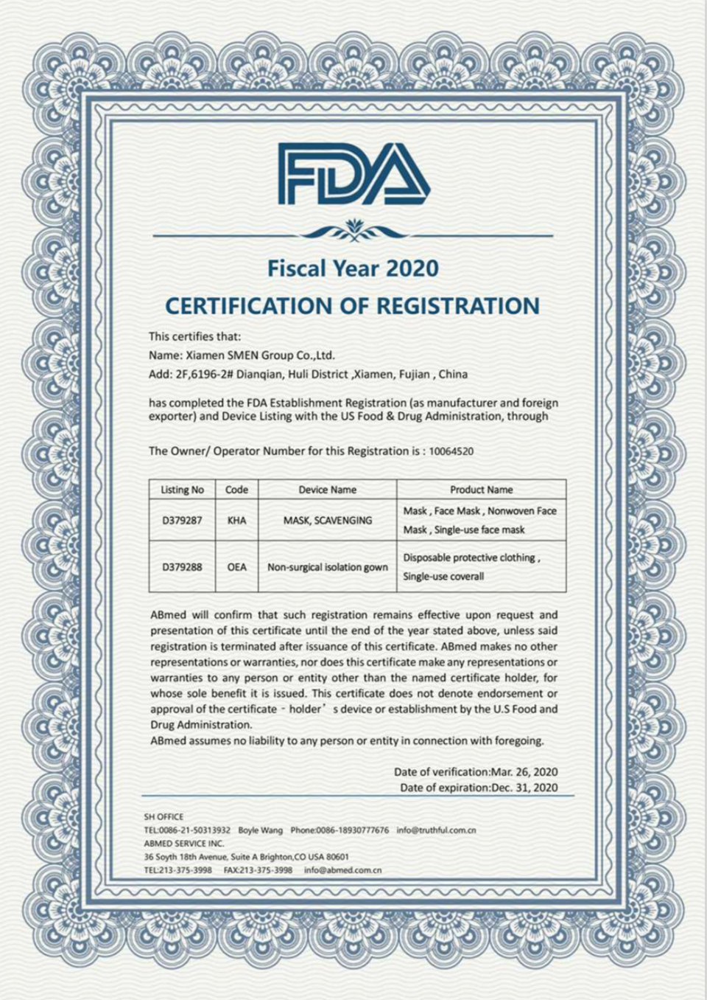 FDA
Fiscal Year 2020
CERTIFICATION OF REGISTRATION
This certifies that:
Name: Xiamen SMEN Group Co.,Ltd.
Add: 2F,6196-2# Dianqian, Huli District ,Xiamen, Fujian , China
has completed the FDA Establishment Registration (as manufacturer and foreign
exporter) and Device Listing with the US Food & Drug Administration, through
The Owner/ Operator Number for this Registration is : 10064520
Listing No Code Device Name Product Name
D379287 KHA MASK, SCAVENGING Mask , Face Mask , Nonwoven Face
Mask , Single-use face mask
D379288 OEA Non-surgical isolation gown Disposable protective clothing ,
Single-use coverall
ABmed will confirm that such registration remains effective upon request and
presentation of this certificate until the end of the year stated above, unless said
registration is terminated after issuance of this certificate. ABmed makes no other
representations or warranties, nor does this certificate make any representations or
warranties to any person or entity other than the named certificate holder, for
whose sole benefit it is issued. This certificate does not denote endorsement or
approval of the certificate - holder' s device or establishment by the U.S Food and
Drug Administration.
ABmed assumes no liability to any person or entity in connection with foregoing.
Date of verification:Mar. 26, 2020
Date of expiration:Dec. 31, 2020
SH OFFICE
TEL:0086-21-50313932 Boyle Wang Phone:0086-18930777676 info@truthful.com.cn
ABMED SERVICE INC.
36 Soyth 18th Avenue, Suite A Brighton,CO USA 80601
TEL:213-375-3998 FAX:213-375-3998 info@abmed.com.cn